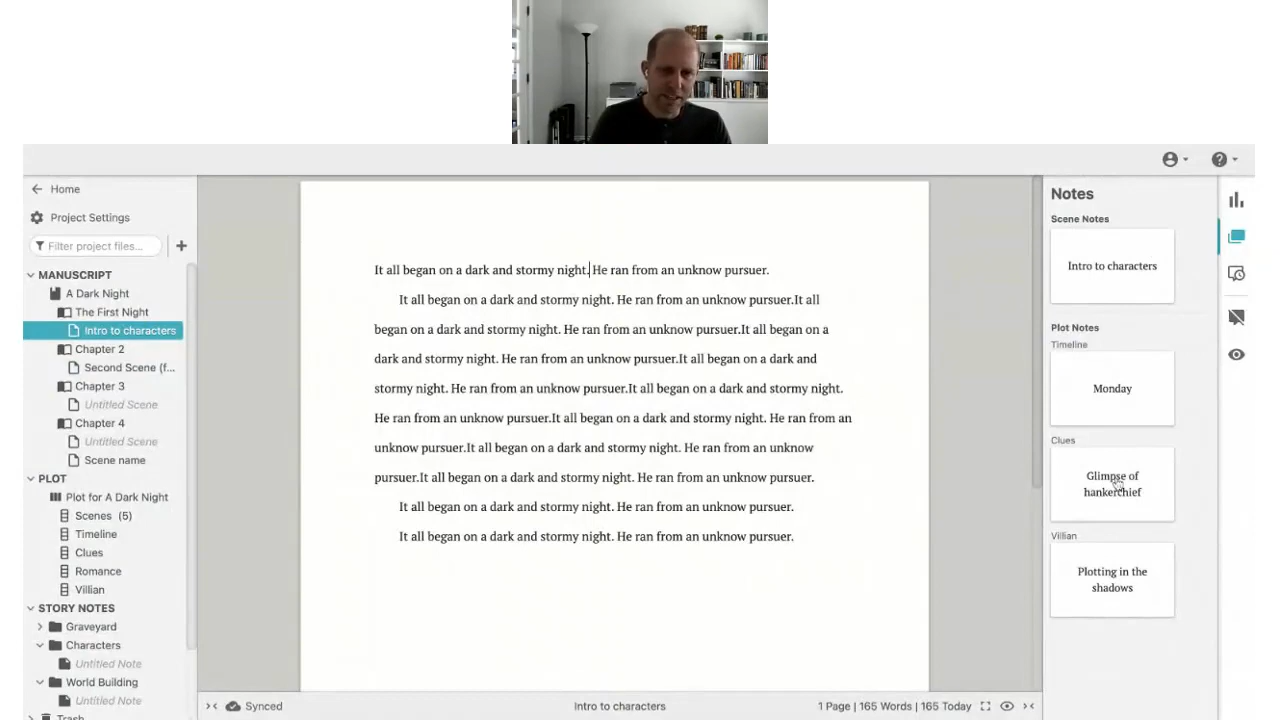 Home
Project Settings
Filter project files...
MANUSCRIPT
A Dark Night
The First Night
Intro to characters
Chapter 2
Second Scene (f...
Chapter 3
Untitled Scene
Chapter 4
Untitled Scene
Scene name
PLOT
Plot for A Dark Night
Scenes (5)
Timeline
Clues
Romance
Villian
STORY NOTES
Graveyard
Characters
Untitled Note
World Building
Untitled Note
Trash
It all began on a dark and stormy night. He ran from an unknow pursuer.
It all began on a dark and stormy night. He ran from an unknow pursuer.It all
began on a dark and stormy night. He ran from an unknow pursuer.It all began on a
dark and stormy night. He ran from an unknow pursuer.It all began on a dark and
stormy night. He ran from an unknow pursuer.It all began on a dark and stormy night.
He ran from an unknow pursuer.It all began on a dark and stormy night. He ran from an
unknow pursuer.It all began on a dark and stormy night. He ran from an unknow
pursuer.It all began on a dark and stormy night. He ran from an unknow pursuer.
It all began on a dark and stormy night. He ran from an unknow pursuer.
It all began on a dark and stormy night. He ran from an unknow pursuer.
Synced
Intro to characters
1 Page | 165 Words | 165 Today
Notes
Scene Notes
Intro to characters
Plot Notes
Timeline
Monday
Clues
Glimpse of
hankerchief
Villian
Plotting in the
shadows